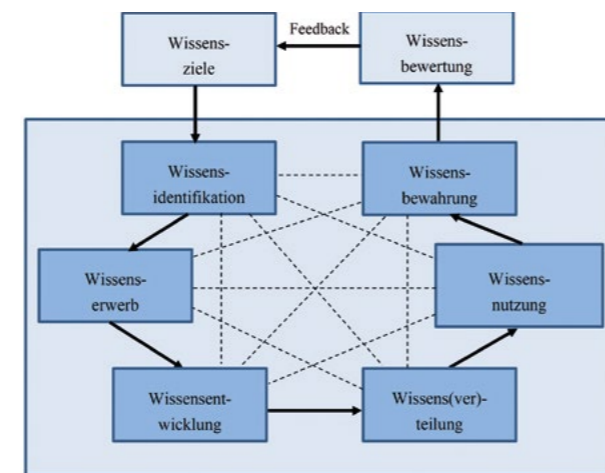 Wissens-
ziele
Feedback
Wissens-
bewertung
Wissens-
identifikation
Wissens-
bewahrung
Wissens-
erwerb
Wissens-
nutzung
Wissensent-
wicklung
Wissens(ver)-
teilung